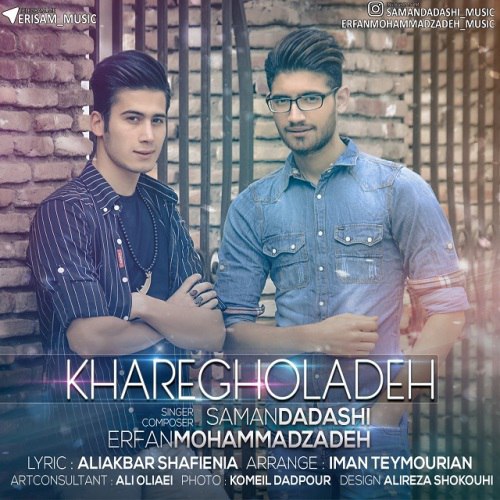 ERISAM_MUSIC
SAMANDADASHI_MUSIC
ERFANMOHAMMADZADEH_MUSIC
KHAREGHOLADEH
SINGER
COMPOSER SAMANDADASHI
ERFANMOHAMMADZADEH
LYRIC : ALIAKBAR SHAFIENIA ARRANGE : IMAN TEYMOURIAN
ARTCONSULTANT : ALI OLIAEI PHOTO : KOMEIL DADPOUR DESIGN ALIREZA SHOKOUHI